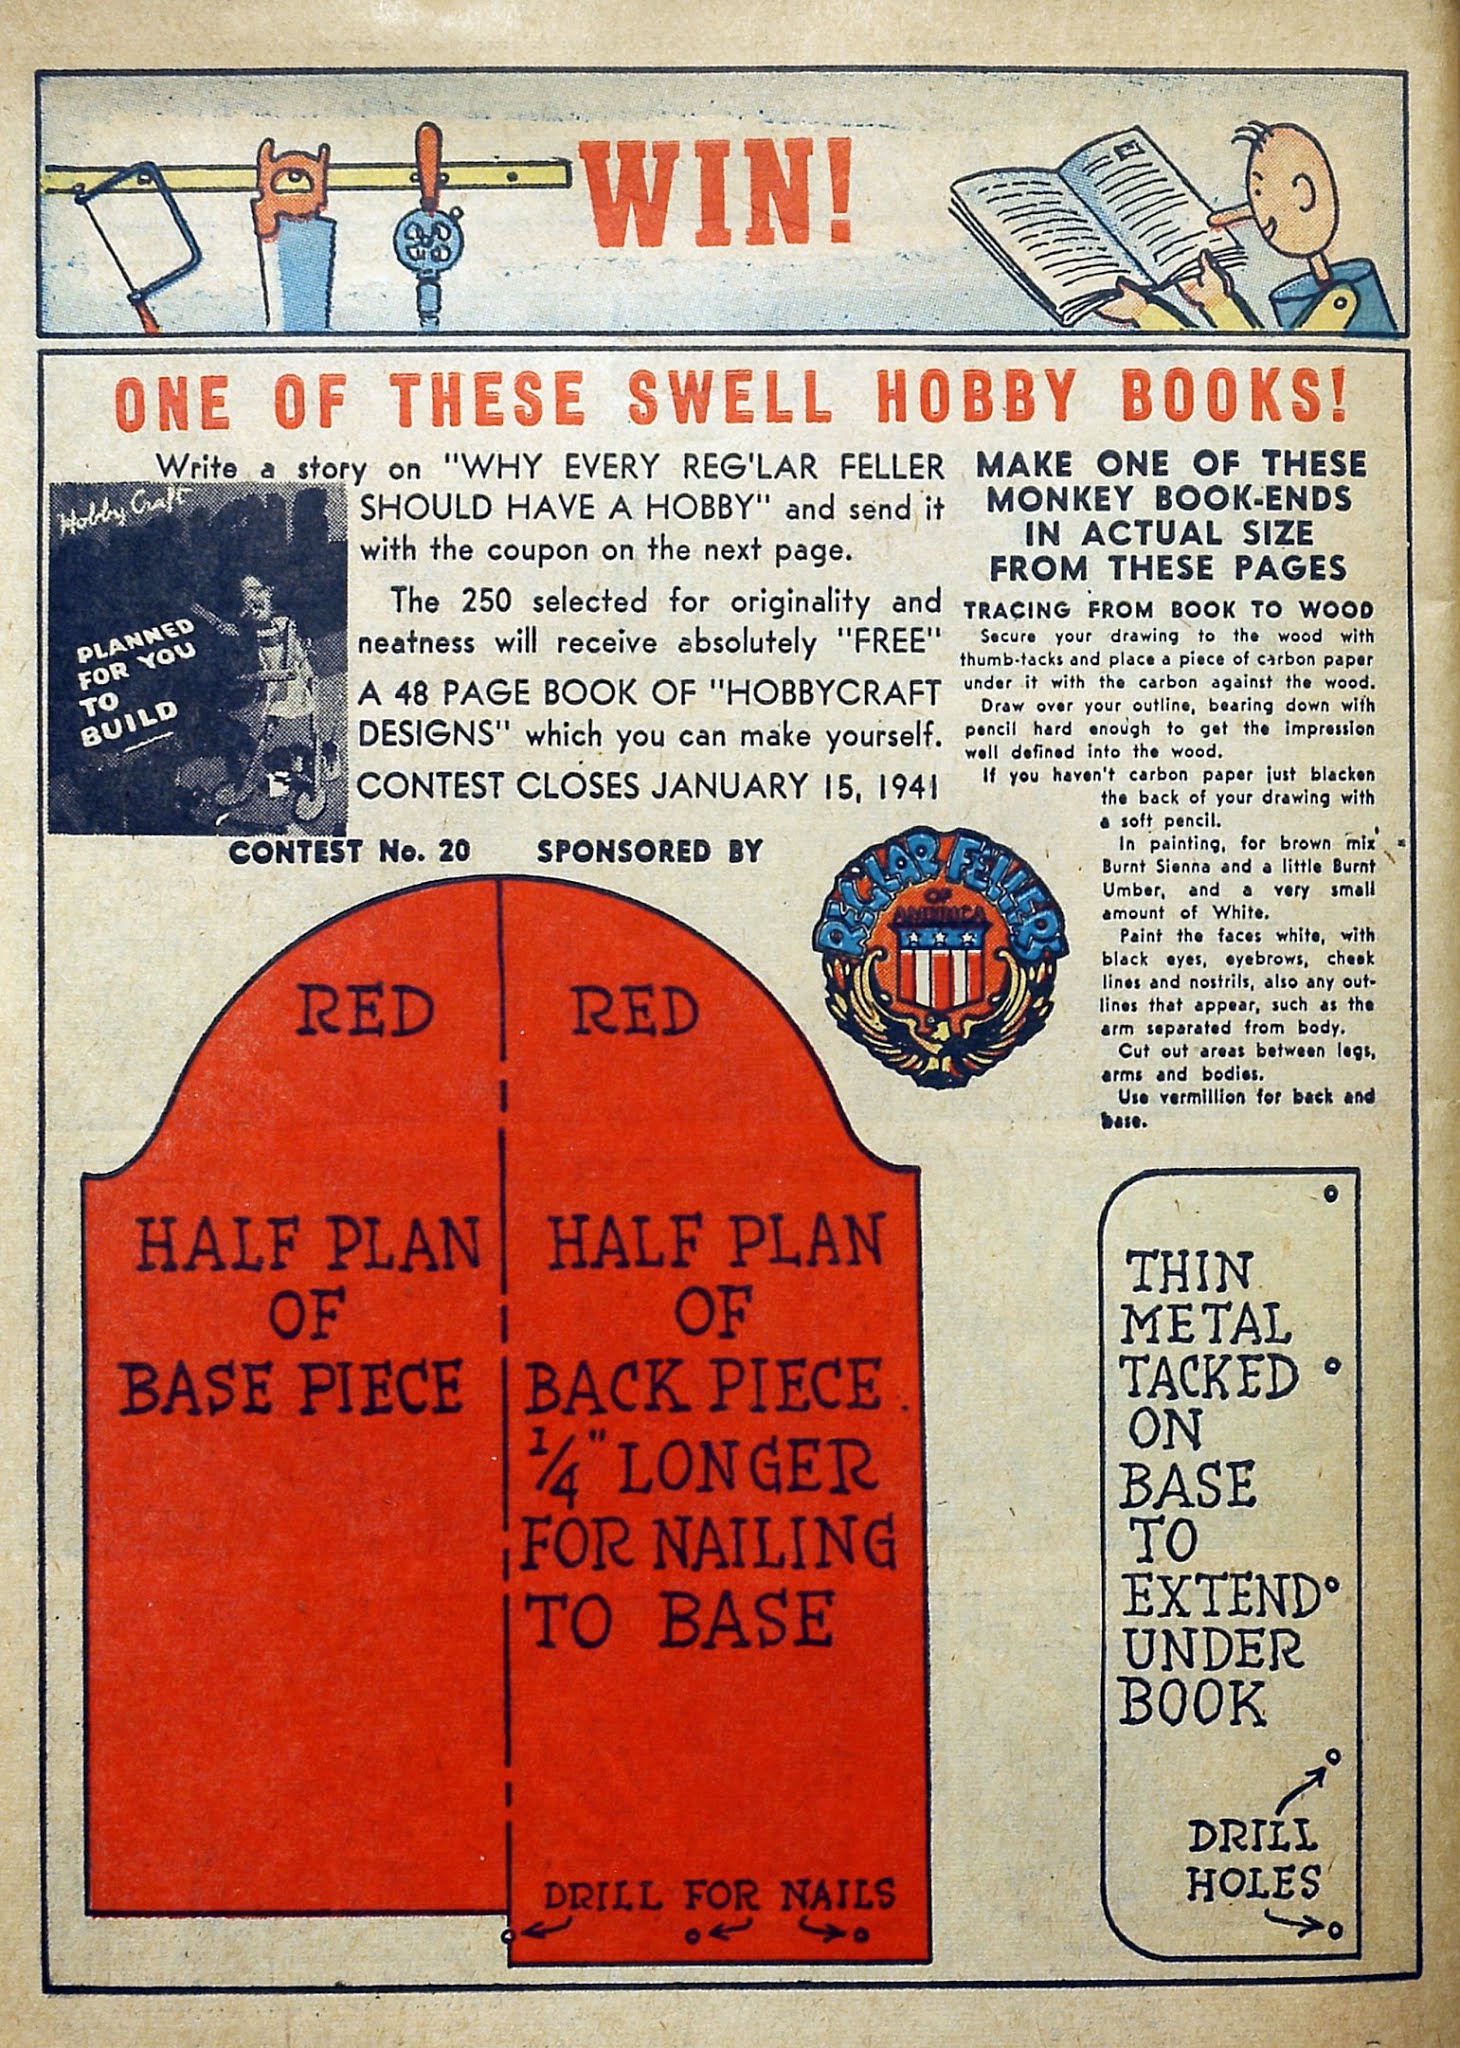 WIN!
ONE OF THESE SWELL HOBBY BOOKS!
Write a story on "WHY EVERY REG'LAR FELLER
SHOULD HAVE A HOBBY" and send it
with the coupon on the next page.
The 250 selected for originality and
neatness will receive absolutely "FREE"
A 48 PAGE BOOK OF "HOBBYCRAFT
DESIGNS" which you can make yourself.
CONTEST CLOSES JANUARY 15, 1941
Hobby Craft
PLANNED
FOR YOU
TO
BUILD
CONTEST No. 20 SPONSORED BY
REG'LAR FELLERS
OF
AMERICA
MAKE ONE OF THESE
MONKEY BOOK-ENDS
IN ACTUAL SIZE
FROM THESE PAGES
TRACING FROM BOOK TO WOOD
Secure your drawing to the wood with
thumb-tacks and place a piece of carbon paper
under it with the carbon against the wood.
Draw over your outline, bearing down with
pencil hard enough to get the impression
well defined into the wood.
If you haven't carbon paper just blacken
the back of your drawing with
a soft pencil.
In painting, for brown mix
Burnt Sienna and a little Burnt
Umber, and a very small
amount of White.
Paint the faces white, with
black eyes, eyebrows, cheek
lines and nostrils, also any out-
lines that appear, such as the
arm separated from body.
Cut out areas between legs,
arms and bodies.
Use vermillion for back and
base.
RED
HALF PLAN
OF
BASE PIECE
RED
HALF PLAN
OF
BACK PIECE
1/4" LONGER
FOR NAILING
TO BASE
DRILL FOR NAILS
THIN
METAL
TACKED
ON
BASE
TO
EXTEND
UNDER
BOOK
DRILL
HOLES